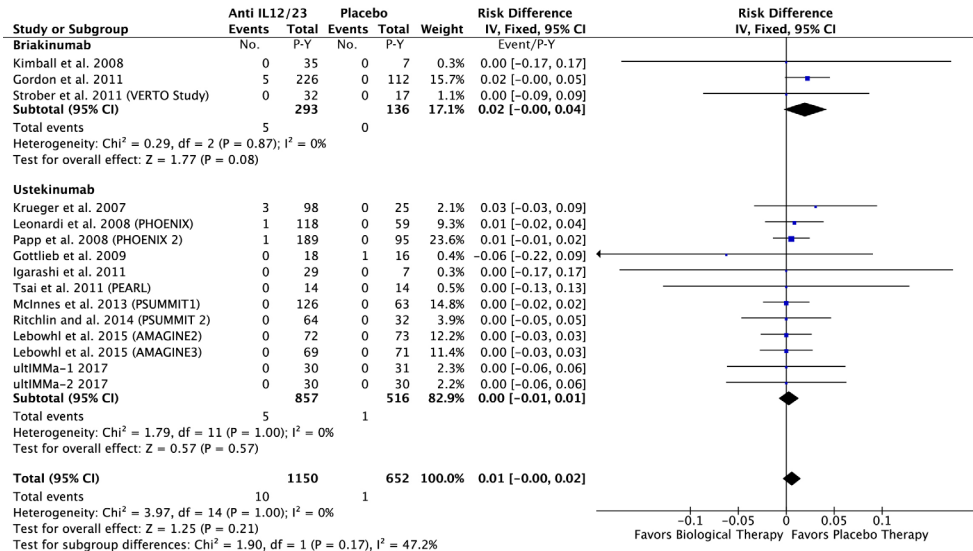 Anti IL12/23 Placebo Risk Difference Risk Difference
Study or Subgroup Events Total Events Total Weight IV, Fixed, 95% CI IV, Fixed, 95% CI
Briakinumab No. P-Y No. P-Y Event/P-Y
Kimball et al. 2008 0 35 0 7 0.3% 0.00 [-0.17, 0.17]
Gordon et al. 2011 5 226 0 112 15.7% 0.02 [-0.00, 0.05]
Strober et al. 2011 (VERTO Study) 0 32 0 17 1.1% 0.00 [-0.09, 0.09]
Subtotal (95% CI) 293 136 17.1% 0.02 [-0.00, 0.04]
Total events 5 0
Heterogeneity: Chi² = 0.29, df = 2 (P = 0.87); I² = 0%
Test for overall effect: Z = 1.77 (P = 0.08)
Ustekinumab
Krueger et al. 2007 3 98 0 25 2.1% 0.03 [-0.03, 0.09]
Leonardi et al. 2008 (PHOENIX) 1 118 0 59 9.3% 0.01 [-0.02, 0.04]
Papp et al. 2008 (PHOENIX 2) 1 189 0 95 23.6% 0.01 [-0.01, 0.02]
Gottlieb et al. 2009 0 18 1 16 0.4% -0.06 [-0.22, 0.09]
Igarashi et al. 2011 0 29 0 7 0.3% 0.00 [-0.17, 0.17]
Tsai et al. 2011 (PEARL) 0 14 0 14 0.5% 0.00 [-0.13, 0.13]
McInnes et al. 2013 (PSUMMIT1) 0 126 0 63 14.8% 0.00 [-0.02, 0.02]
Ritchlin and al. 2014 (PSUMMIT 2) 0 64 0 32 3.9% 0.00 [-0.05, 0.05]
Lebowhl et al. 2015 (AMAGINE2) 0 72 0 73 12.2% 0.00 [-0.03, 0.03]
Lebowhl et al. 2015 (AMAGINE3) 0 69 0 71 11.4% 0.00 [-0.03, 0.03]
ultIMMa-1 2017 0 30 0 31 2.3% 0.00 [-0.06, 0.06]
ultIMMa-2 2017 0 30 0 30 2.2% 0.00 [-0.06, 0.06]
Subtotal (95% CI) 857 516 82.9% 0.00 [-0.01, 0.01]
Total events 5 1
Heterogeneity: Chi² = 1.79, df = 11 (P = 1.00); I² = 0%
Test for overall effect: Z = 0.57 (P = 0.57)
Total (95% CI) 1150 652 100.0% 0.01 [-0.00, 0.02]
Total events 10 1
Heterogeneity: Chi² = 3.97, df = 14 (P = 1.00); I² = 0%
Test for overall effect: Z = 1.25 (P = 0.21)
Test for subgroup differences: Chi² = 1.90, df = 1 (P = 0.17), I² = 47.2%
-0.1 -0.05 0 0.05 0.1
Favors Biological Therapy Favors Placebo Therapy